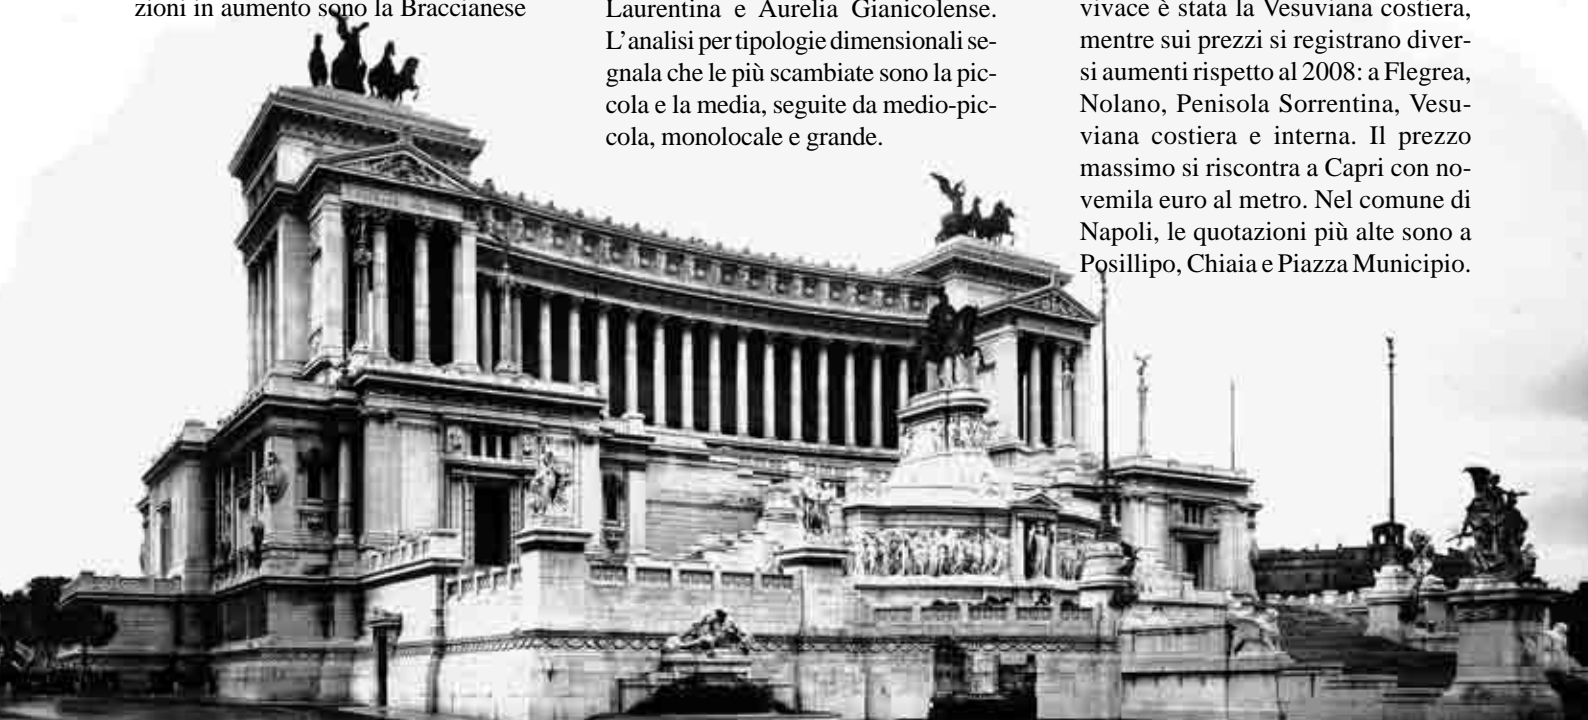 zioni in aumento sono la Braccianese
Laurentina e Aurelia Gianicolense.
L'analisi per tipologie dimensionali se-
gnala che le più scambiate sono la pic-
cola e la media, seguite da medio-pic-
cola, monolocale e grande.
vivace è stata la Vesuviana costiera,
mentre sui prezzi si registrano diver-
si aumenti rispetto al 2008: a Flegrea,
Nolano, Penisola Sorrentina, Vesu-
viana costiera e interna. Il prezzo
massimo si riscontra a Capri con no-
vemila euro al metro. Nel comune di
Napoli, le quotazioni più alte sono a
Posillipo, Chiaia e Piazza Municipio.